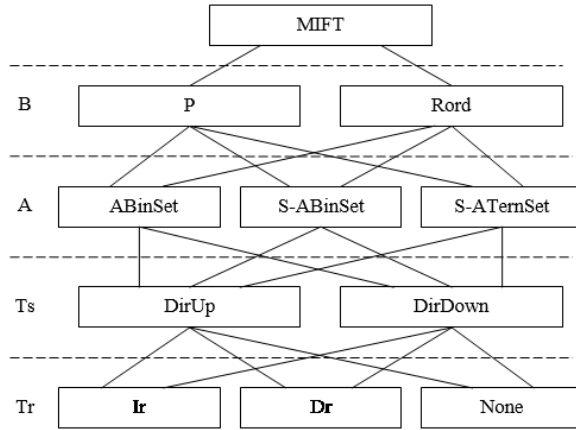 MIFT
B P Rord
A ABinSet S-ABinSet S-ATernSet
Ts DirUp DirDown
Tr Ir Dr None